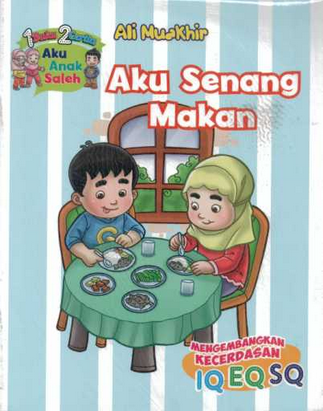 1 Buku 2 Cerita
Aku
Anak
Saleh
Ali Muakhir
Aku Senang
Makan
MENGEMBANGKAN
KECERDASAN
IQ EQ SQ